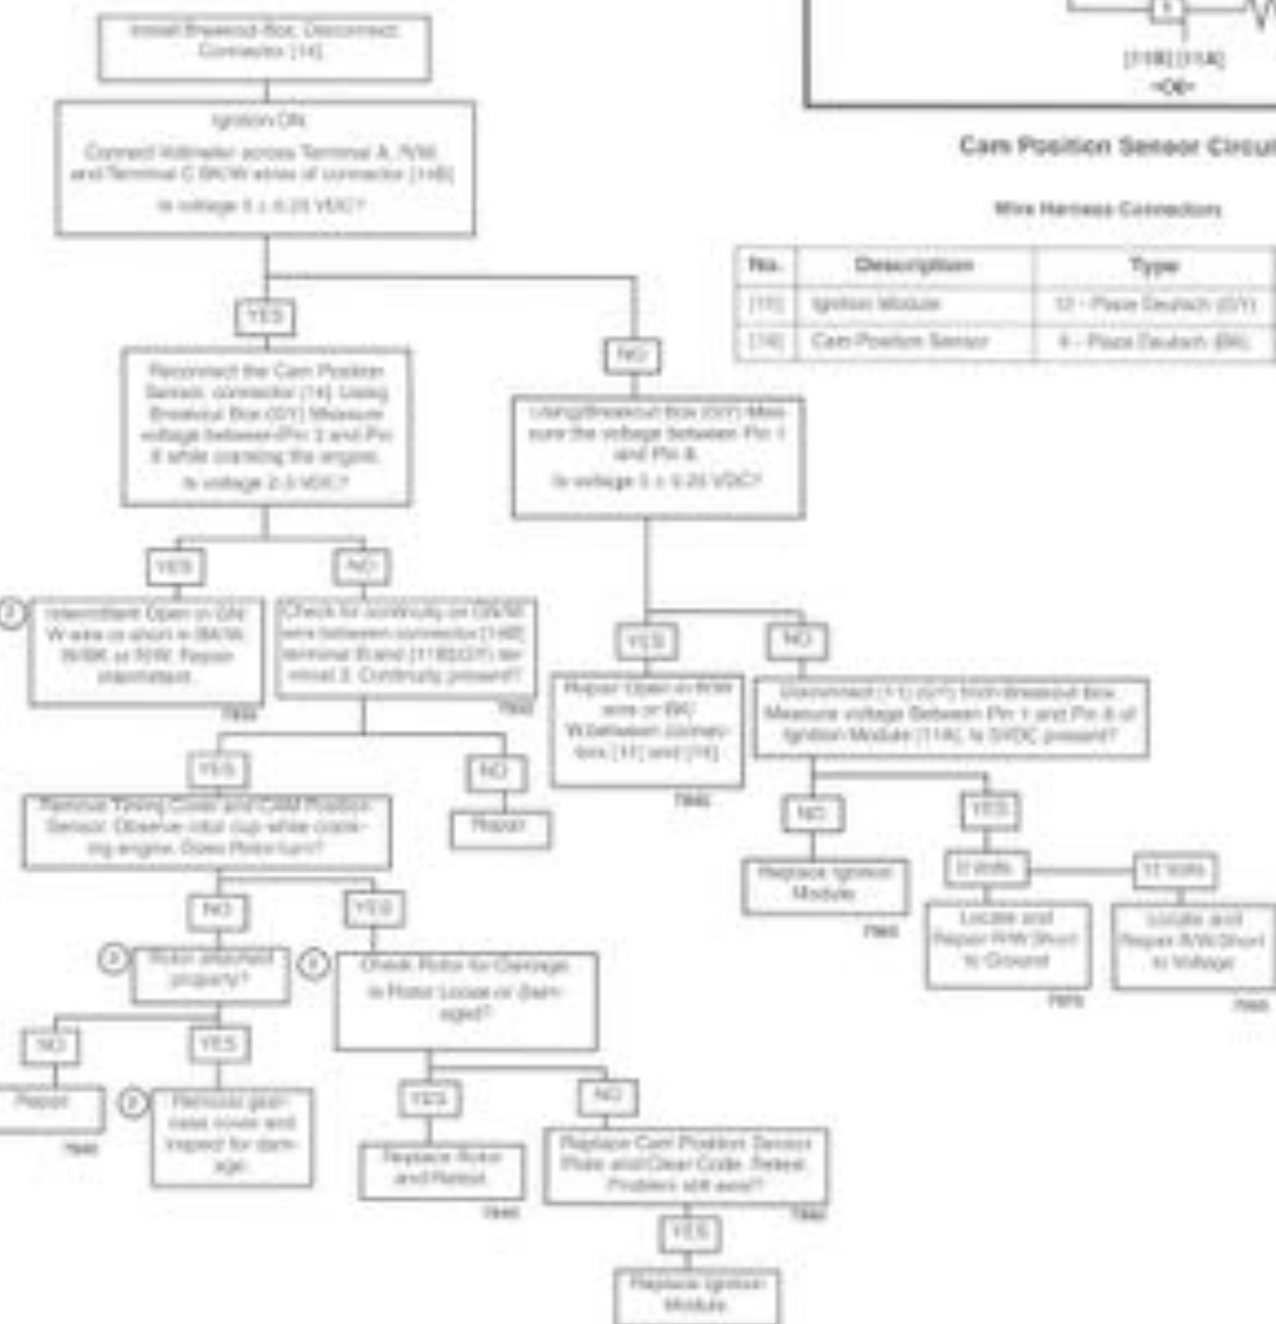 Install Breakout Box, Disconnect
Connector [14].
Ignition ON.
Connect Voltmeter across Terminal A, R/W,
and Terminal C BK/W wires of connector [14B]
Is voltage 5 ± 0.25 VDC?
YES
NO
Reconnect the Cam Position
Sensor, connector [14]. Using
Breakout Box (GY) Measure
voltage between Pin and Pin
while cranking the engine.
Is voltage 2-3 VDC?
Using Breakout Box (GY) Mea-
sure the voltage between Pin 1
and Pin
Is voltage 5 ± 0.25 VDC?
YES
NO
Intermittent Open in GN/
W wire or short in BK/W,
or R/W. Repair
intermittent.
Check for continuity on GN/W
wire between connector [14B]
terminal B and [11B](GY) ter-
minal Continuity present?
YES
NO
Repair Open in R/W
wire or BK/
W between connec-
tors [11] and [14].
Disconnect [11] (GY) from Breakout Box.
Measure voltage Between Pin 1 and Pin of
Ignition Module [11A]. Is 5VDC present?
YES
NO
Remove Timing Cover and CAM Position
Sensor. Observe rotor cup while crank-
ing engine. Does Rotor turn?
Repair
NO
YES
Replace Ignition
Module.
0 Volts
12 Volts
Locate and
Repair R/W Short
to Ground
Locate and
Repair R/W Short
to Voltage
NO
YES
Rotor attached
properly?
Check Rotor for Damage.
Is Rotor Loose or dam-
aged?
NO
YES
Repair
Remove gear-
case cover and
inspect for dam-
age.
YES
NO
Replace Rotor
and Retest.
Replace Cam Position Sensor
Plate and Clear Code. Retest.
Problem still exist?
YES
Replace Ignition
Module.
[11B] [11A]
Cam Position Sensor Circui
Wire Harness Connectors
No. Description Type
[11] Ignition Module 12 - Place Deutsch (GY)
[14] Cam Position Sensor 6 - Place Deutsch (BK)